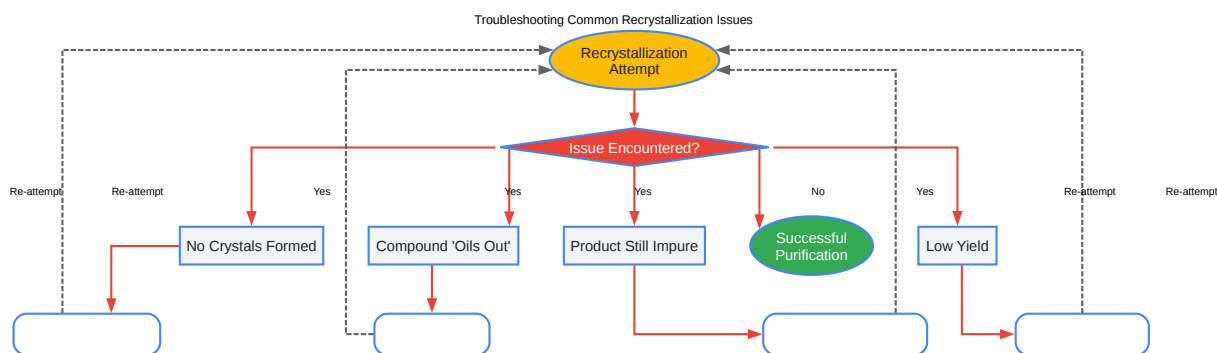 Troubleshooting Common Recrystallization Issues
Recrystallization
Attempt
Issue Encountered?
Re-attempt
Re-attempt
Yes
Yes
Yes
No
Yes
Re-attempt
Re-attempt
No Crystals Formed
Compound 'Oils Out'
Product Still Impure
Successful
Purification
Low Yield